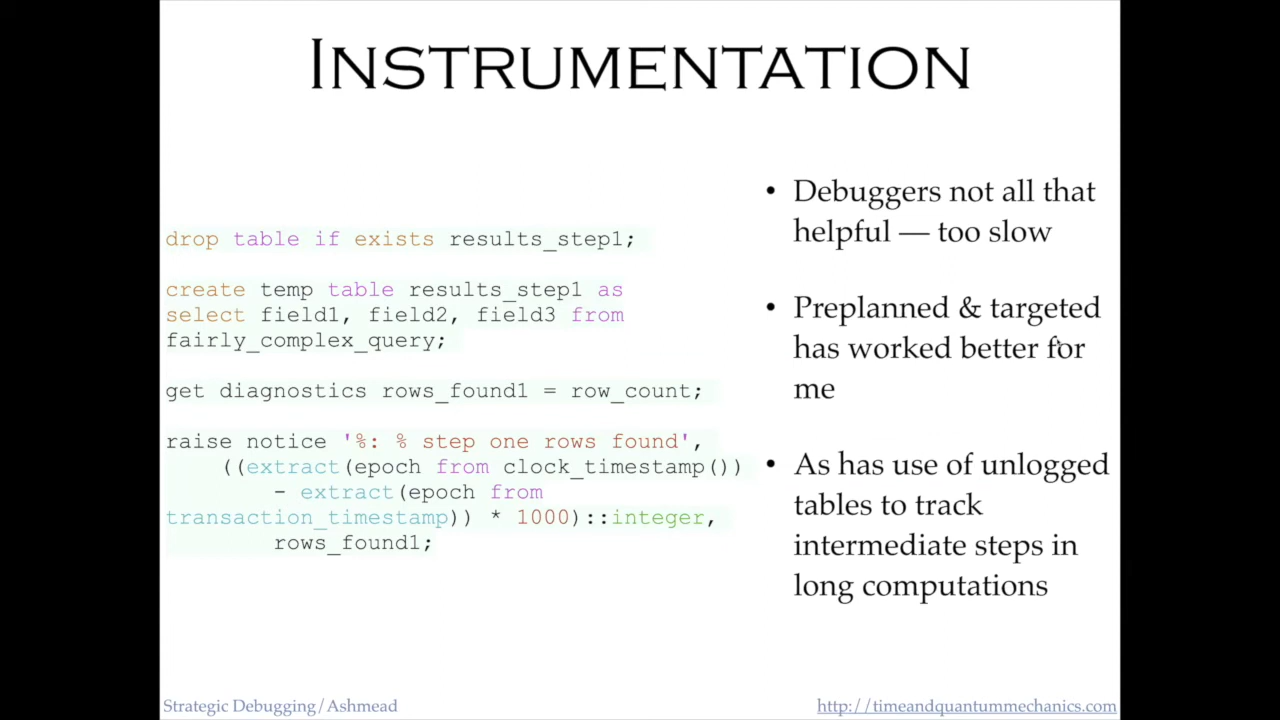 INSTRUMENTATION
drop table if exists results_step1;
create temp table results_step1 as
select field1, field2, field3 from
fairly_complex_query;
get diagnostics rows_found1 = row_count;
raise notice '%: % step one rows found',
((extract(epoch from clock_timestamp())
- extract(epoch from
transaction_timestamp)) * 1000)::integer,
rows_found1;
• Debuggers not all that
helpful — too slow
• Preplanned & targeted
has worked better for
me
• As has use of unlogged
tables to track
intermediate steps in
long computations
Strategic Debugging/Ashmead
http://timeandquantummechanics.com